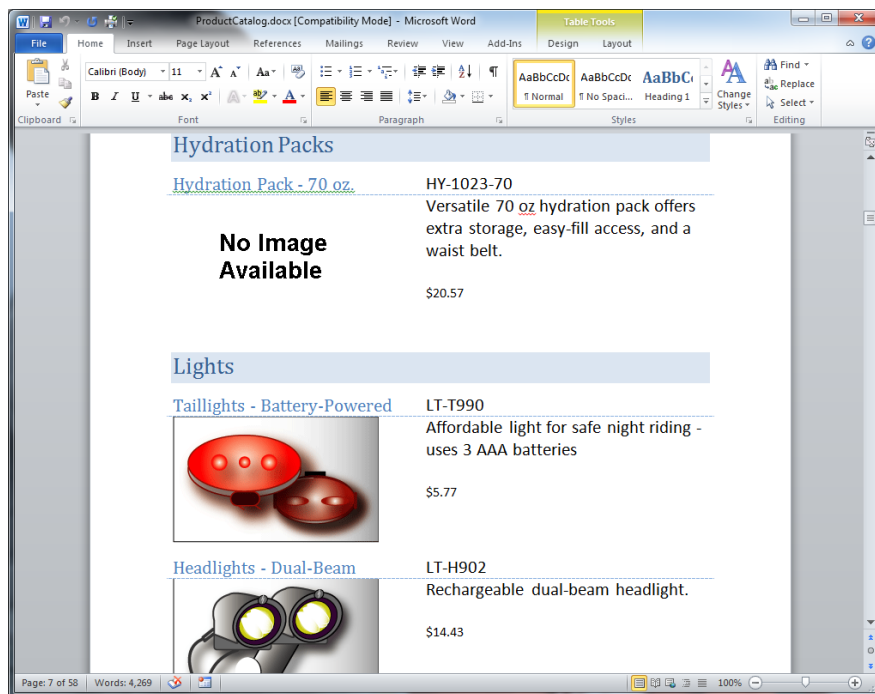 ProductCatalog.docx [Compatibility Mode] - Microsoft Word
Table Tools
File Home Insert Page Layout References Mailings Review View Add-Ins Design Layout
Paste
Clipboard
Calibri (Body) 11
Font
Paragraph
AaBbCcDc AaBbCcDc AaBbC
¶ Normal ¶ No Spaci... Heading 1
Change Styles
Styles
Find
Replace
Select
Editing
Hydration Packs
Hydration Pack - 70 oz. HY-1023-70
Versatile 70 oz hydration pack offers
extra storage, easy-fill access, and a
waist belt.
No Image
Available
$20.57
Lights
Taillights - Battery-Powered LT-T990
Affordable light for safe night riding -
uses 3 AAA batteries
$5.77
Headlights - Dual-Beam LT-H902
Rechargeable dual-beam headlight.
$14.43
Page: 7 of 58 Words: 4,269 100%